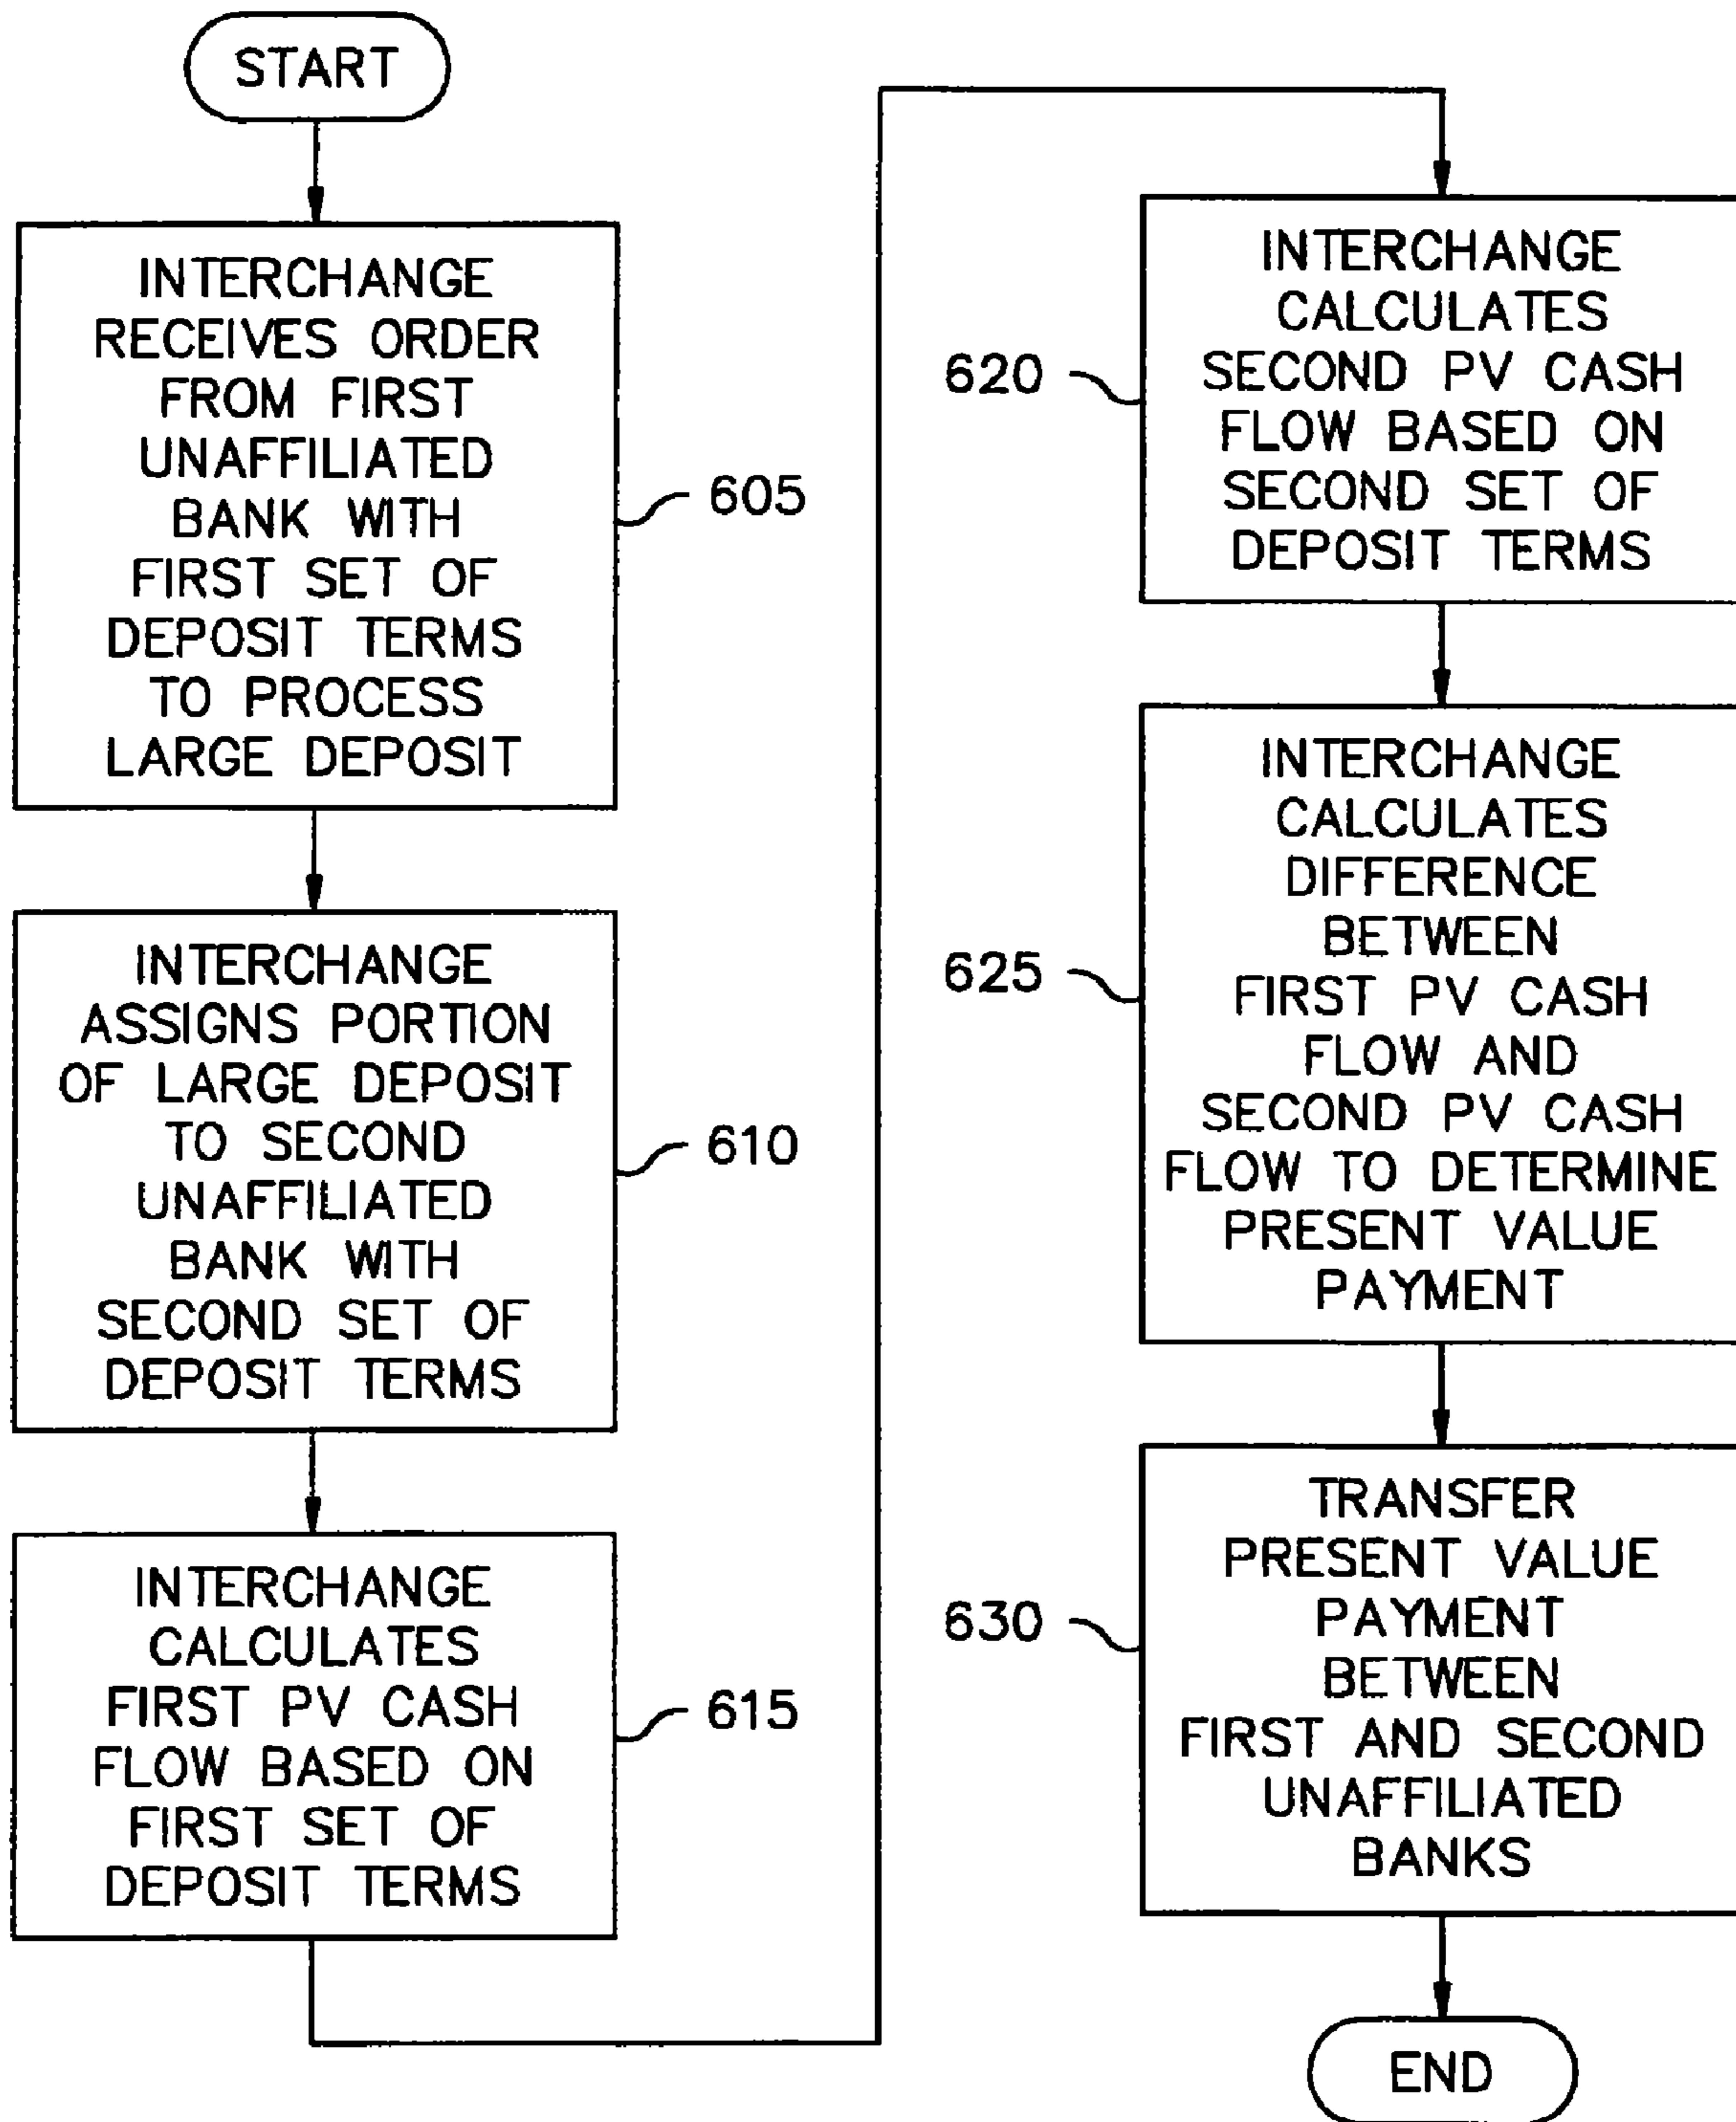 START
INTERCHANGE
RECEIVES ORDER
FROM FIRST
UNAFFILIATED
BANK WITH
FIRST SET OF
DEPOSIT TERMS
TO PROCESS
LARGE DEPOSIT
605
INTERCHANGE
ASSIGNS PORTION
OF LARGE DEPOSIT
TO SECOND
UNAFFILIATED
BANK WITH
SECOND SET OF
DEPOSIT TERMS
610
INTERCHANGE
CALCULATES
FIRST PV CASH
FLOW BASED ON
FIRST SET OF
DEPOSIT TERMS
615
INTERCHANGE
CALCULATES
SECOND PV CASH
FLOW BASED ON
SECOND SET OF
DEPOSIT TERMS
620
INTERCHANGE
CALCULATES
DIFFERENCE
BETWEEN
FIRST PV CASH
FLOW AND
SECOND PV CASH
FLOW TO DETERMINE
PRESENT VALUE
PAYMENT
625
TRANSFER
PRESENT VALUE
PAYMENT
BETWEEN
FIRST AND SECOND
UNAFFILIATED
BANKS
630
END